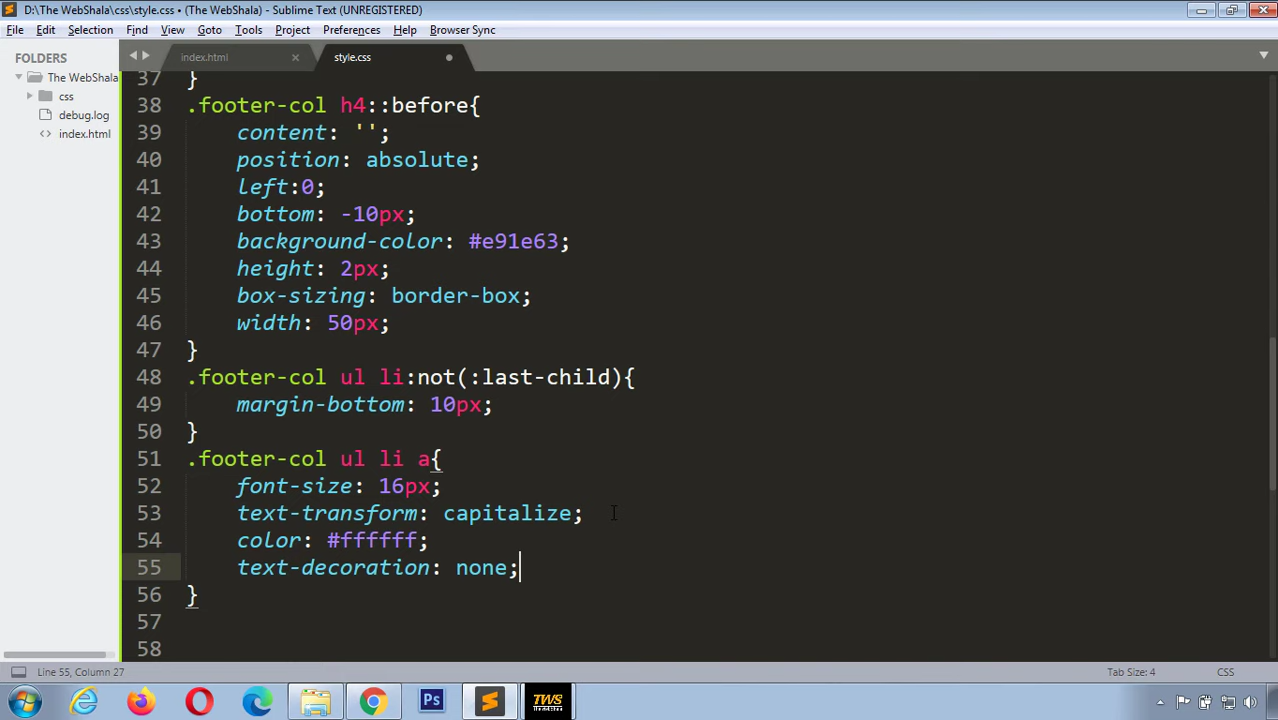 D:\The WebShala\css\style.css • (The WebShala) - Sublime Text (UNREGISTERED)
File Edit Selection Find View Goto Tools Project Preferences Help Browser Sync
FOLDERS
The WebShala
css
debug.log
index.html
index.html
style.css
37 }
38 .footer-col h4::before{
39 content: '';
40 position: absolute;
41 left:0;
42 bottom: -10px;
43 background-color: #e91e63;
44 height: 2px;
45 box-sizing: border-box;
46 width: 50px;
47 }
48 .footer-col ul li:not(:last-child){
49 margin-bottom: 10px;
50 }
51 .footer-col ul li a{
52 font-size: 16px;
53 text-transform: capitalize;
54 color: #ffffff;
55 text-decoration: none;
56 }
57
58
Line 55, Column 27
Tab Size: 4
CSS
Ps
TWS